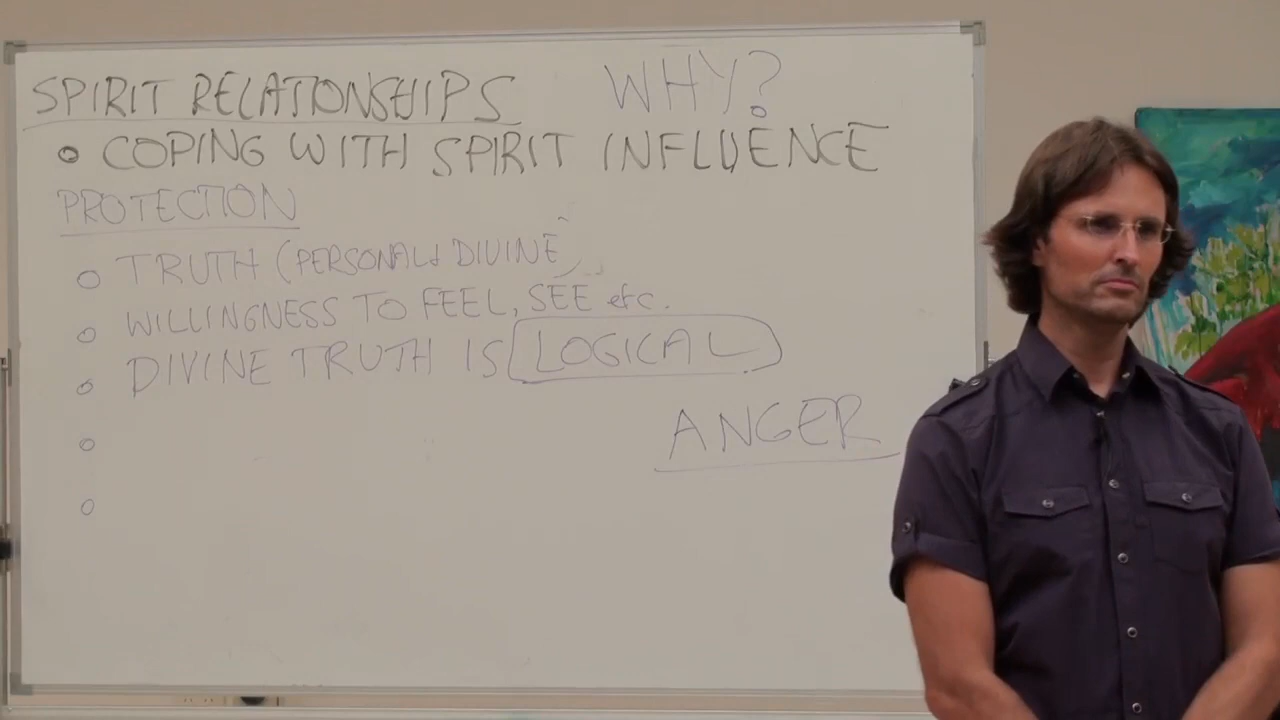 SPIRIT RELATIONSHIPS WHY?
COPING WITH SPIRIT INFLUENCE
PROTECTION
TRUTH (PERSONAL & DIVINE)
WILLINGNESS TO FEEL, SEE etc.
DIVINE TRUTH IS LOGICAL
ANGER